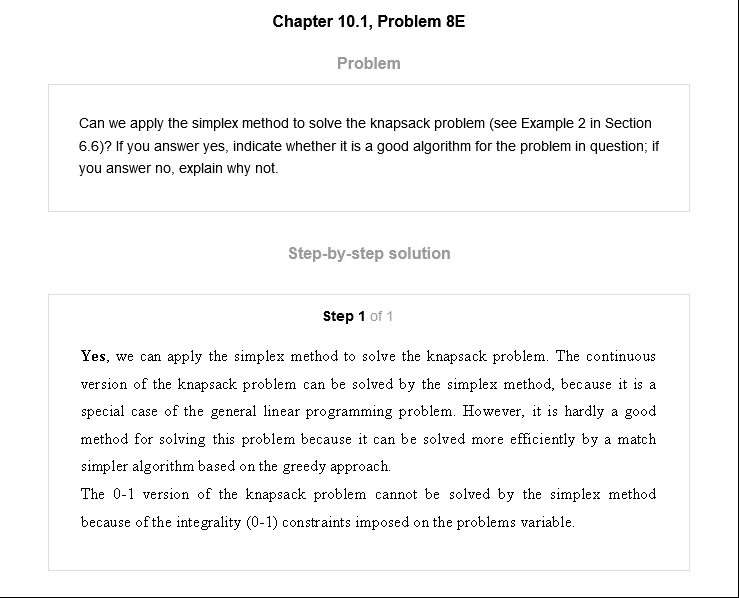 Chapter 10.1, Problem 8E
Problem
Can we apply the simplex method to solve the knapsack problem (see Example 2 in Section
6.6)? If you answer yes, indicate whether it is a good algorithm for the problem in question; if
you answer no, explain why not.
Step-by-step solution
Step 1 of 1
Yes, we can apply the simplex method to solve the knapsack problem. The continuous
version of the knapsack problem can be solved by the simplex method, because it is a
special case of the general linear programming problem. However, it is hardly a good
method for solving this problem because it can be solved more efficiently by a match
simpler algorithm based on the greedy approach.
The 0-1 version of the knapsack problem cannot be solved by the simplex method
because of the integrality (0-1) constraints imposed on the problems variable.